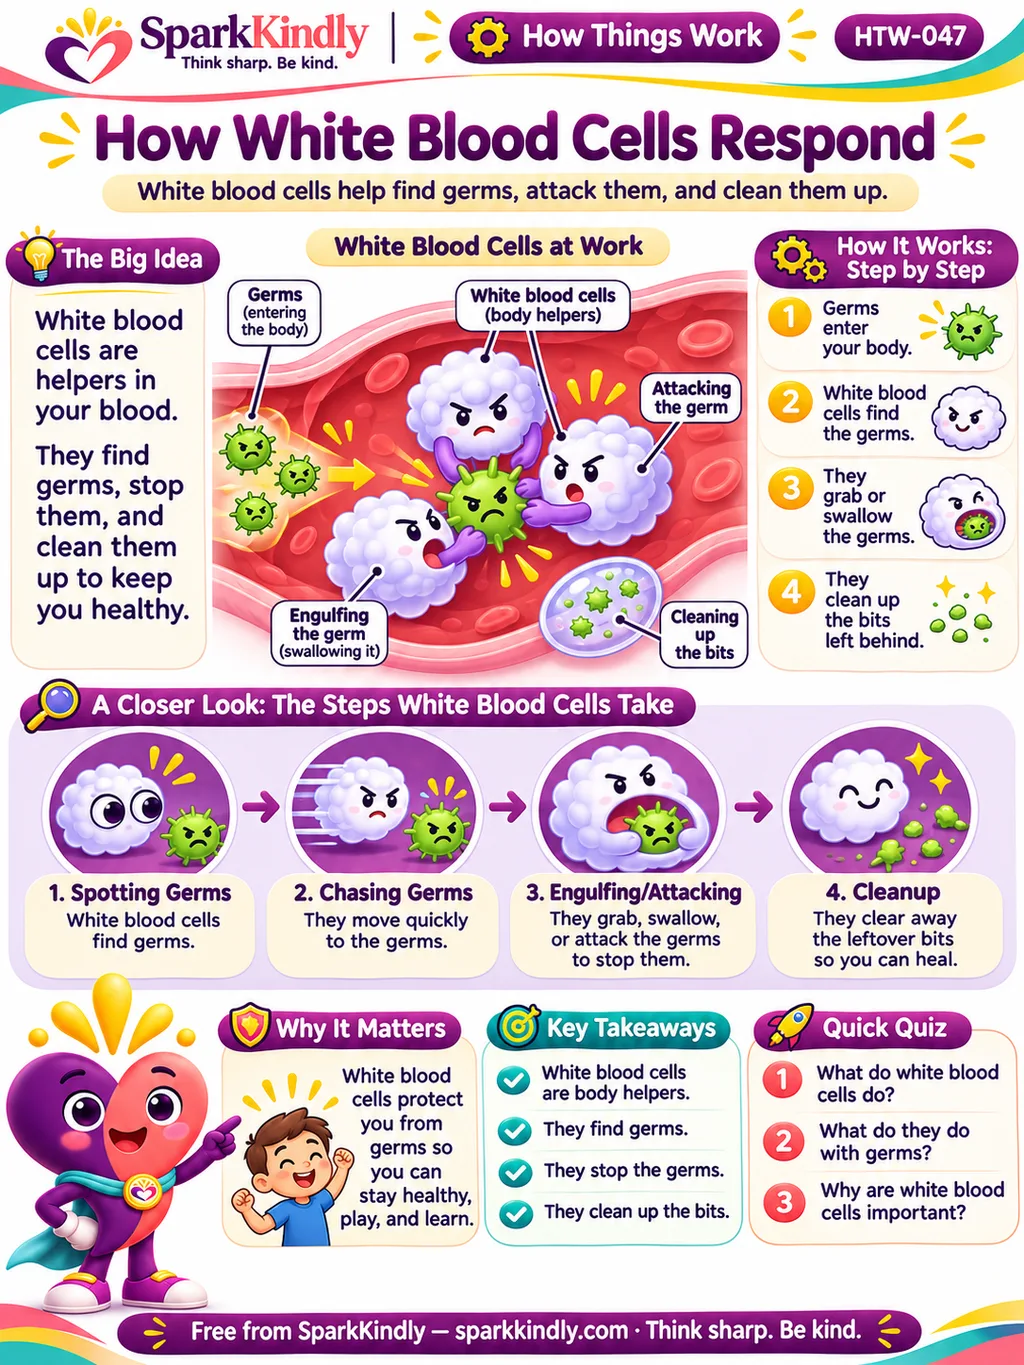 SparkKindly
Think sharp. Be kind.
How Things Work
HTW-047
How White Blood Cells Respond
White blood cells help find germs, attack them, and clean them up.
The Big Idea
White blood
cells are
helpers in
your blood.
They find
germs, stop
them, and
clean them
up to keep
you healthy.
White Blood Cells at Work
Germs
(entering
the body)
White blood cells
(body helpers)
Attacking
the germ
Engulfing
the germ
(swallowing it)
Cleaning
up
the bits
How It Works:
Step by Step
1
Germs
enter
your body.
2
White blood
cells find
the germs.
3
They
grab or
swallow
the germs.
4
They
clean up
the bits
left behind.
A Closer Look: The Steps White Blood Cells Take
1. Spotting Germs
White blood cells
find germs.
2. Chasing Germs
They move quickly
to the germs.
3. Engulfing/Attacking
They grab, swallow,
or attack the germs
to stop them.
4. Cleanup
They clear away
the leftover bits
so you can heal.
Why It Matters
White blood
cells protect
you from
germs so
you can
stay healthy,
play, and learn.
Key Takeaways
White blood cells
are body helpers.
They find germs.
They stop the germs.
They clean up the bits.
Quick Quiz
1
What do white blood
cells do?
2
What do they do
with germs?
3
Why are white blood
cells important?
Free from SparkKindly — sparkkindly.com · Think sharp. Be kind.